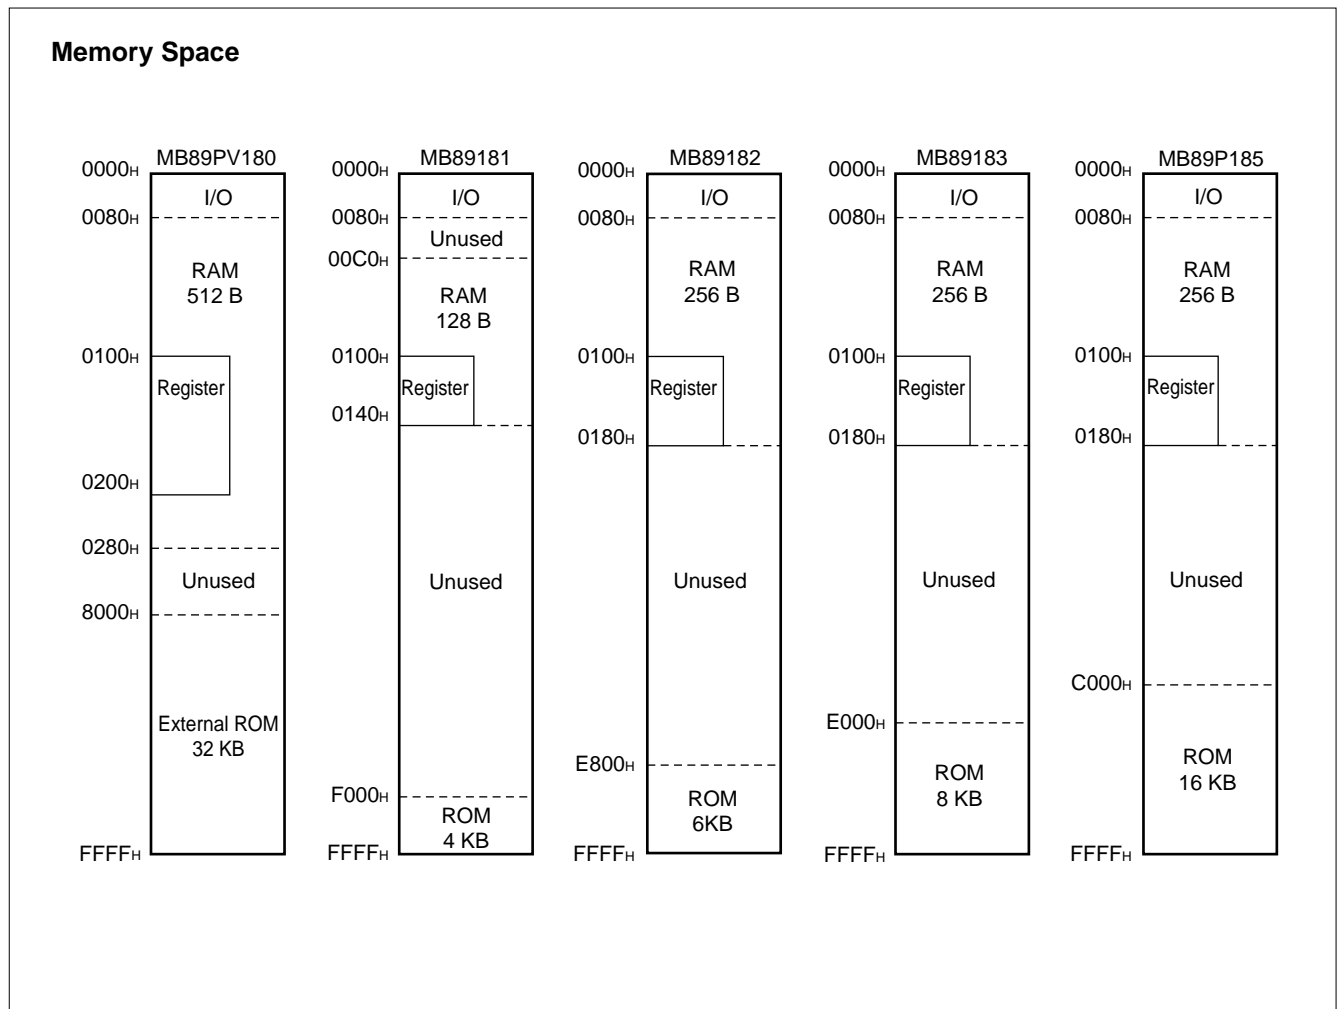 Memory Space
MB89PV180
0000H
I/O
0080H
RAM
512 B
0100H
Register
0200H
0280H
Unused
8000H
External ROM
32 KB
FFFFH
MB89181
0000H
I/O
0080H
Unused
00C0H
RAM
128 B
0100H
Register
0140H
Unused
F000H
ROM
4 KB
FFFFH
MB89182
0000H
I/O
0080H
RAM
256 B
0100H
Register
0180H
Unused
E800H
ROM
6KB
FFFFH
MB89183
0000H
I/O
0080H
RAM
256 B
0100H
Register
0180H
Unused
E000H
ROM
8 KB
FFFFH
MB89P185
0000H
I/O
0080H
RAM
256 B
0100H
Register
0180H
Unused
C000H
ROM
16 KB
FFFFH